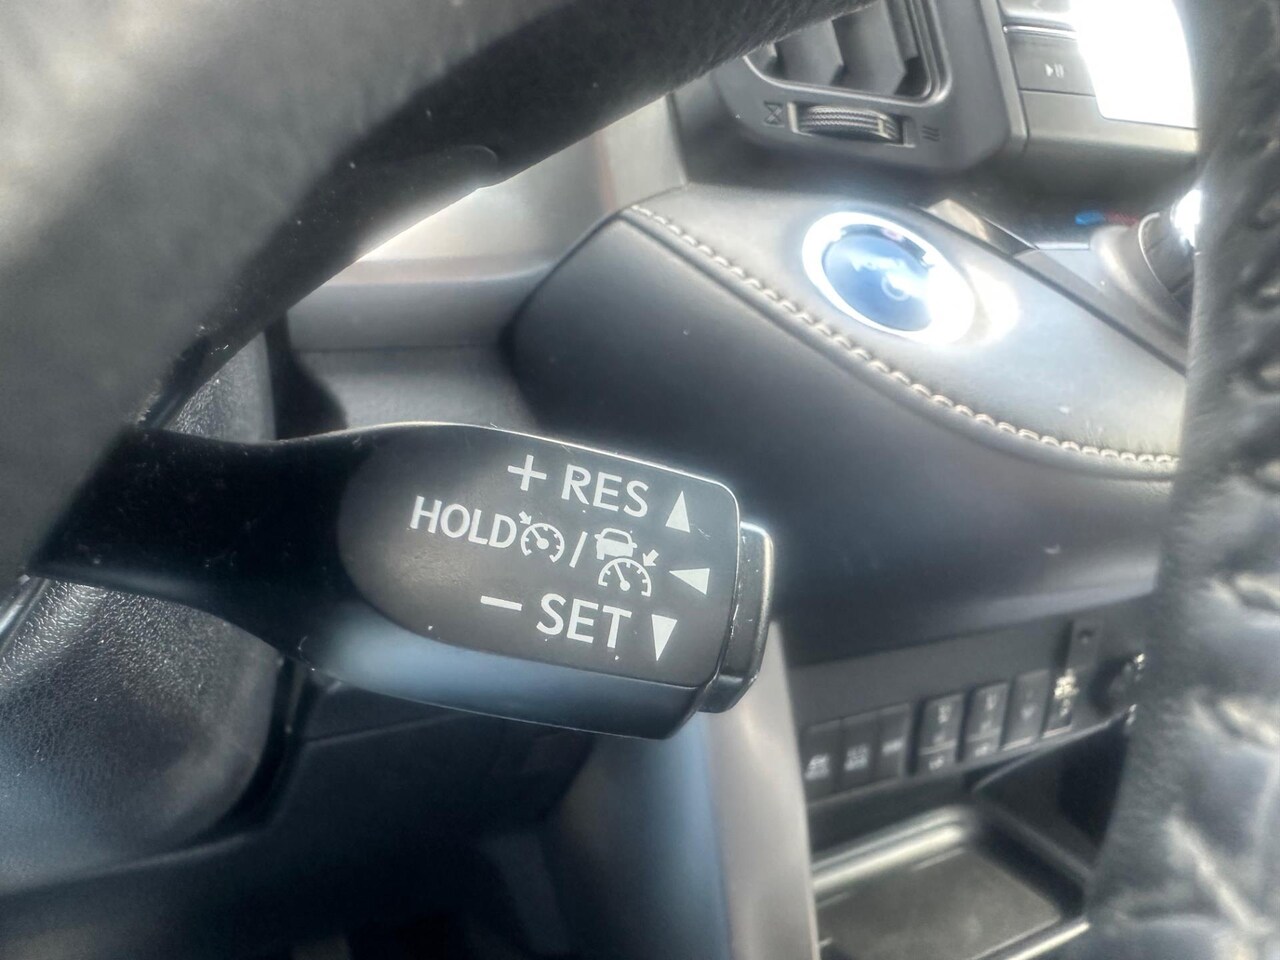 + RES
HOLD /
− SET